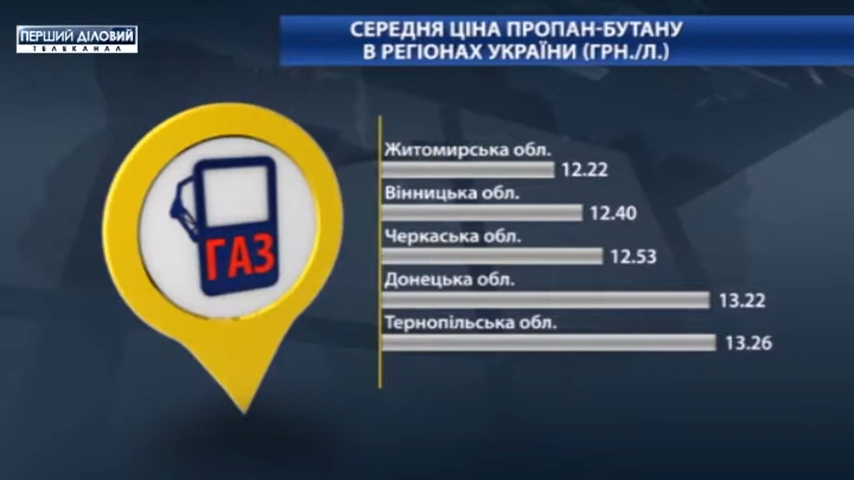 ПЕРШИЙ ДІЛОВИЙ
ТЕЛЕКАНАЛ
СЕРЕДНЯ ЦІНА ПРОПАН-БУТАНУ
В РЕГІОНАХ УКРАЇНИ (ГРН./Л.)
ГАЗ
Житомирська обл.
12.22
Вінницька обл.
12.40
Черкаська обл.
12.53
Донецька обл.
13.22
Тернопільська обл.
13.26